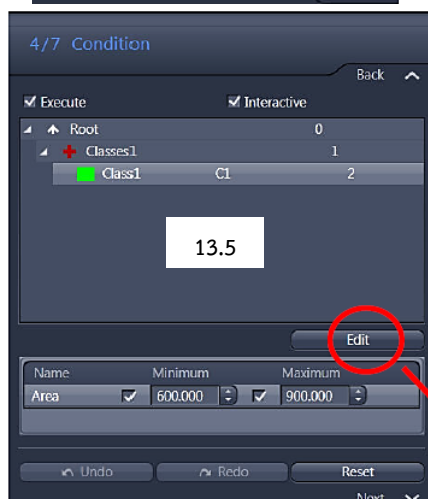 4/7 Condition
Back
Execute Interactive
Root 0
Classes1 1
Class1 C1 2
13.5
Edit
Name Minimum Maximum
Area 600.000 900.000
Undo Redo Reset
Next